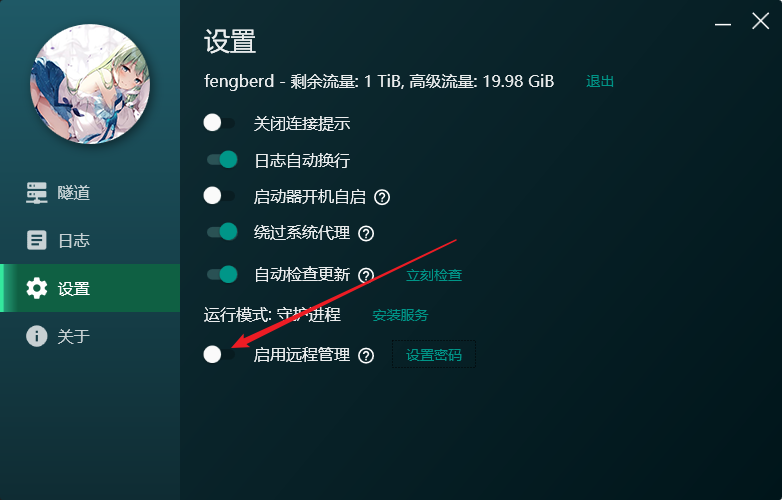 设置
fengberd - 剩余流量: 1 TiB, 高级流量: 19.98 GiB 退出
关闭连接提示
日志自动换行
启动器开机自启
绕过系统代理
自动检查更新 立刻检查
运行模式: 守护进程 安装服务
启用远程管理 设置密码
隧道
日志
设置
关于